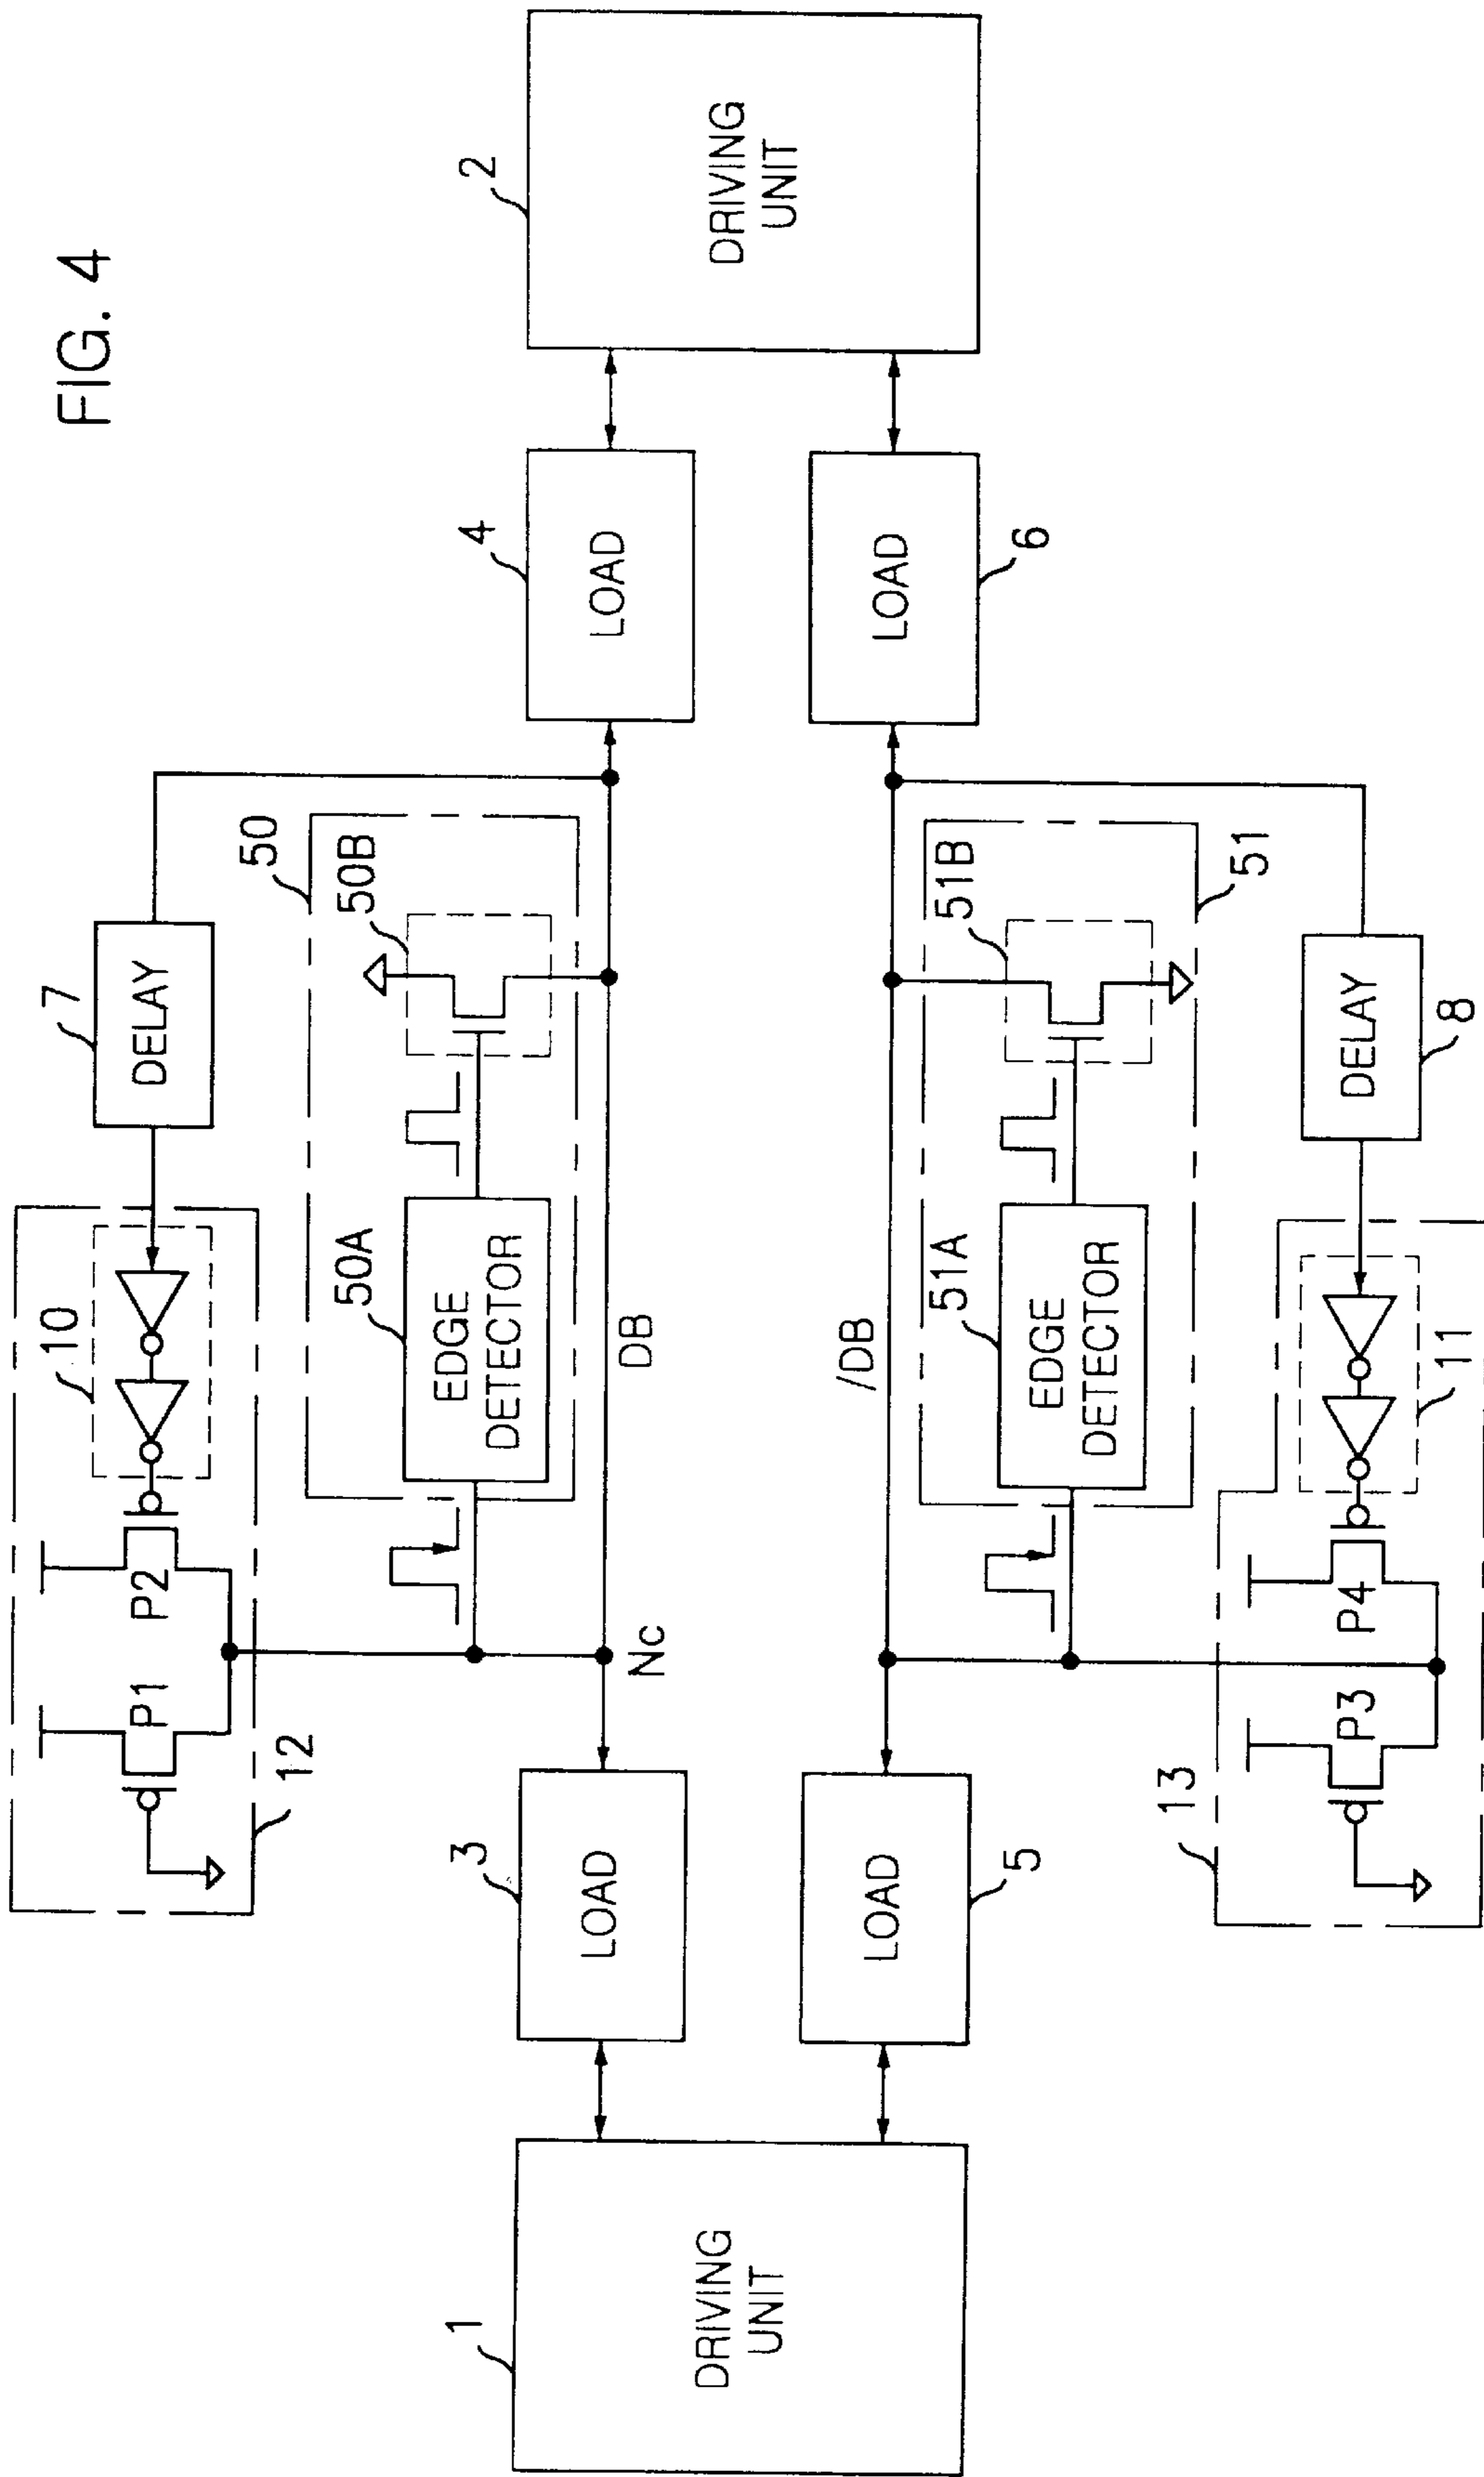 FIG. 4
12
P1
P2
10
7
DELAY
50
50A
EDGE
DETECTOR
50B
Nc
DB
1
DRIVING
UNIT
3
LOAD
4
LOAD
2
DRIVING
UNIT
5
LOAD
/DB
6
LOAD
51A
EDGE
DETECTOR
51B
51
13
P3
P4
11
8
DELAY